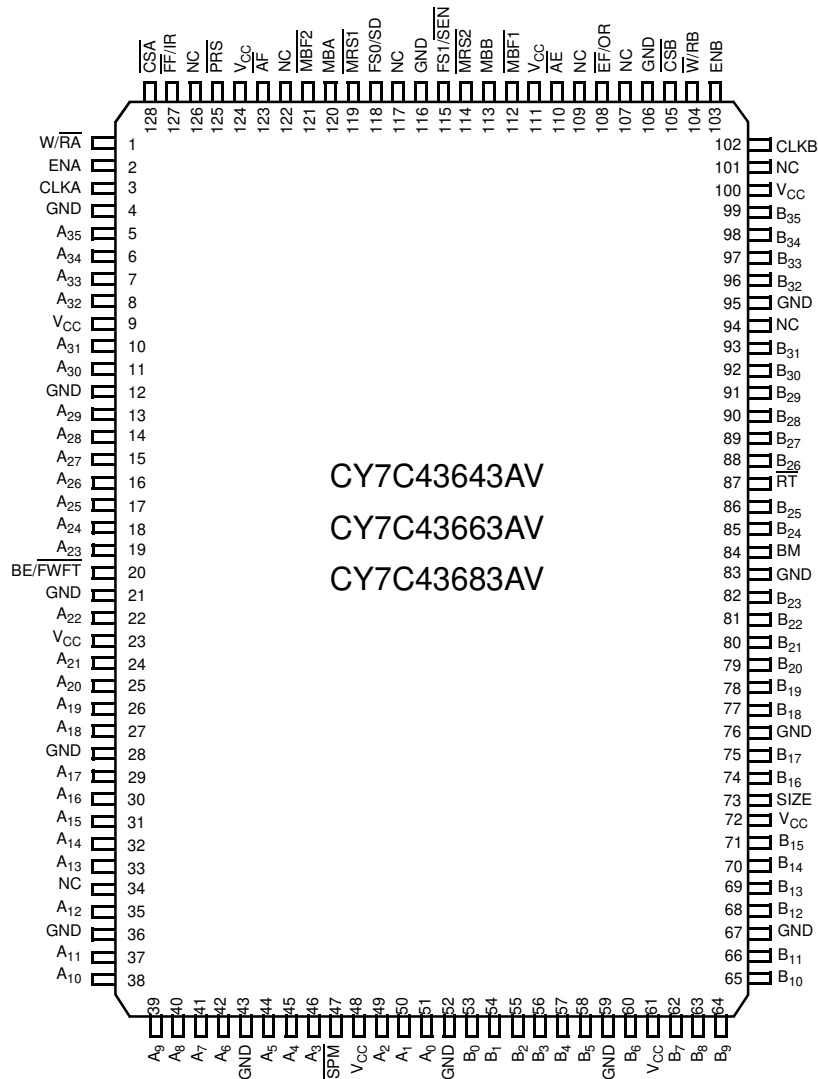 CSA FF/IR NC PRS VCC AF NC MBF2 MBA MRS1 FS0/SD NC GND FS1/SEN MRS2 MBB MBF1 VCC AE NC EF/OR NC GND CSB W/RB ENB
128 127 126 125 124 123 122 121 120 119 118 117 116 115 114 113 112 111 110 109 108 107 106 105 104 103
W/RA 1
ENA 2
CLKA 3
GND 4
A35 5
A34 6
A33 7
A32 8
VCC 9
A31 10
A30 11
GND 12
A29 13
A28 14
A27 15
A26 16
A25 17
A24 18
A23 19
BE/FWFT 20
GND 21
A22 22
VCC 23
A21 24
A20 25
A19 26
A18 27
GND 28
A17 29
A16 30
A15 31
A14 32
A13 33
NC 34
A12 35
GND 36
A11 37
A10 38
CY7C43643AV
CY7C43663AV
CY7C43683AV
102 CLKB
101 NC
100 VCC
99 B35
98 B34
97 B33
96 B32
95 GND
94 NC
93 B31
92 B30
91 B29
90 B28
89 B27
88 B26
87 RT
86 B25
85 B24
84 BM
83 GND
82 B23
81 B22
80 B21
79 B20
78 B19
77 B18
76 GND
75 B17
74 B16
73 SIZE
72 VCC
71 B15
70 B14
69 B13
68 B12
67 GND
66 B11
65 B10
39 40 41 42 43 44 45 46 47 48 49 50 51 52 53 54 55 56 57 58 59 60 61 62 63 64
A9 A8 A7 A6 GND A5 A4 A3 SPM VCC A2 A1 A0 GND B0 B1 B2 B3 B4 B5 GND B6 VCC B7 B8 B9